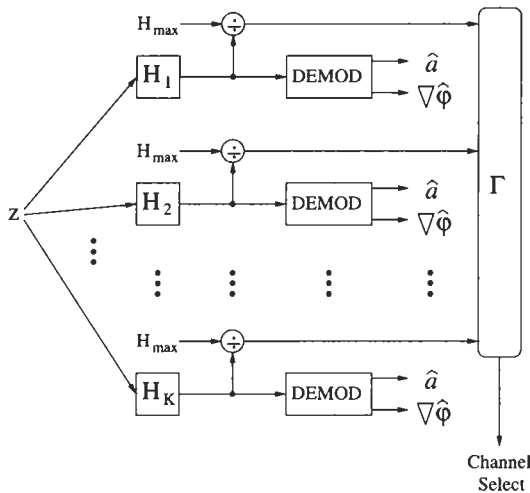 H_max ÷
H_1 DEMOD â
∇φ̂
H_max ÷
z H_2 DEMOD â
∇φ̂
Γ
H_max ÷
H_K DEMOD â
∇φ̂
Channel
Select